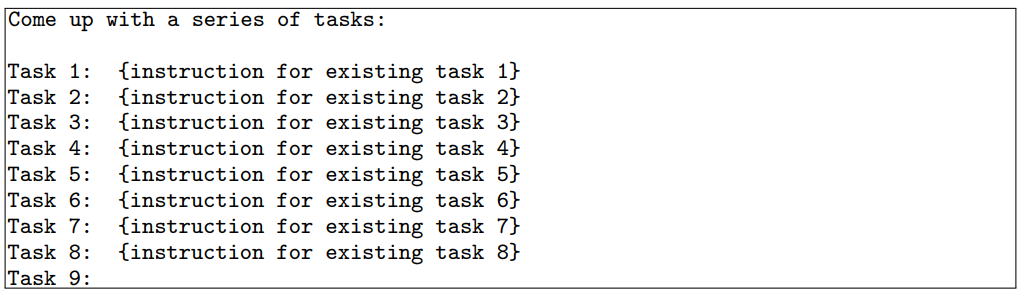 Come up with a series of tasks:
Task 1: {instruction for existing task 1}
Task 2: {instruction for existing task 2}
Task 3: {instruction for existing task 3}
Task 4: {instruction for existing task 4}
Task 5: {instruction for existing task 5}
Task 6: {instruction for existing task 6}
Task 7: {instruction for existing task 7}
Task 8: {instruction for existing task 8}
Task 9: